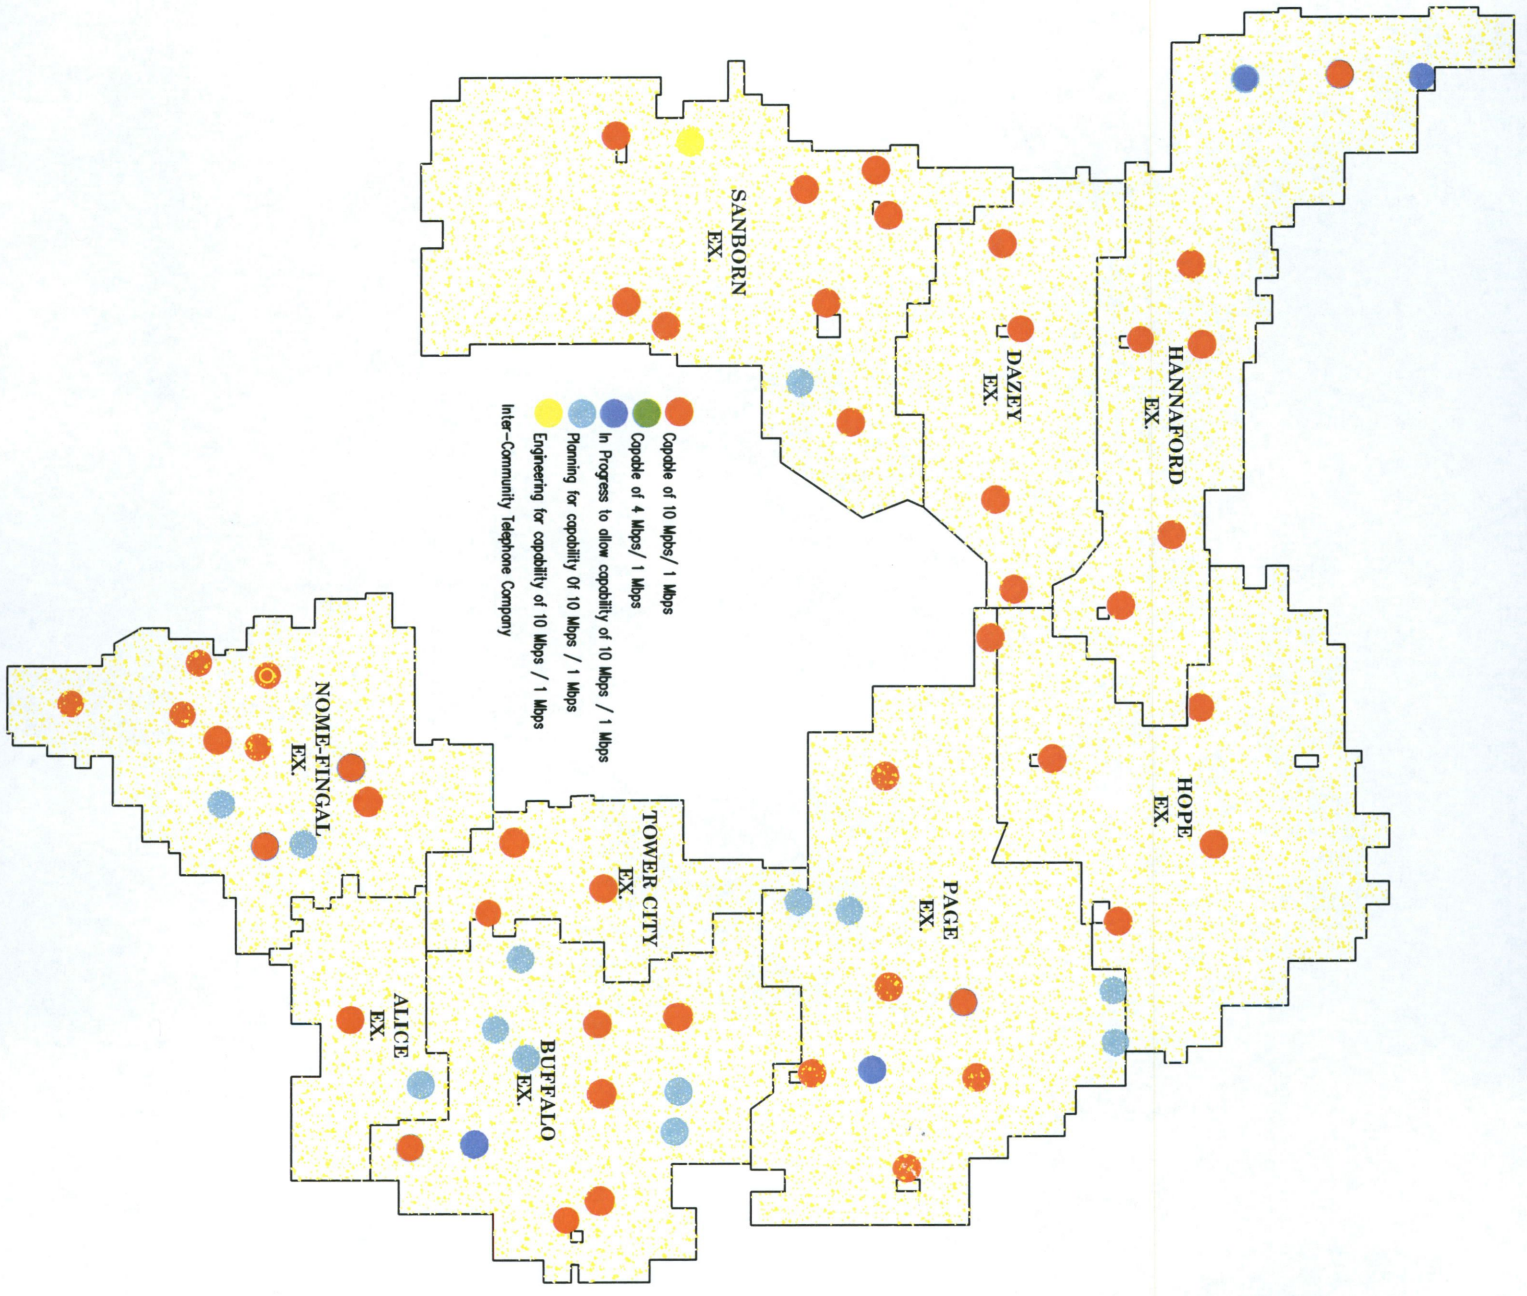 SANBORN
EX.
DAZEY
EX.
HANNAFORD
EX.
Capable of 10 Mpbs/ 1 Mbps
Capable of 4 Mbps/ 1 Mbps
In Progress to allow capability of 10 Mbps / 1 Mbps
Planning for capability Of 10 Mbps / 1 Mbps
Engineering for capability of 10 Mbps / 1 Mbps
Inter-Community Telephone Company
HOPE
EX.
PAGE
EX.
TOWER CITY
EX.
NOME-FINGAL
EX.
ALICE
EX.
BUFFALO
EX.